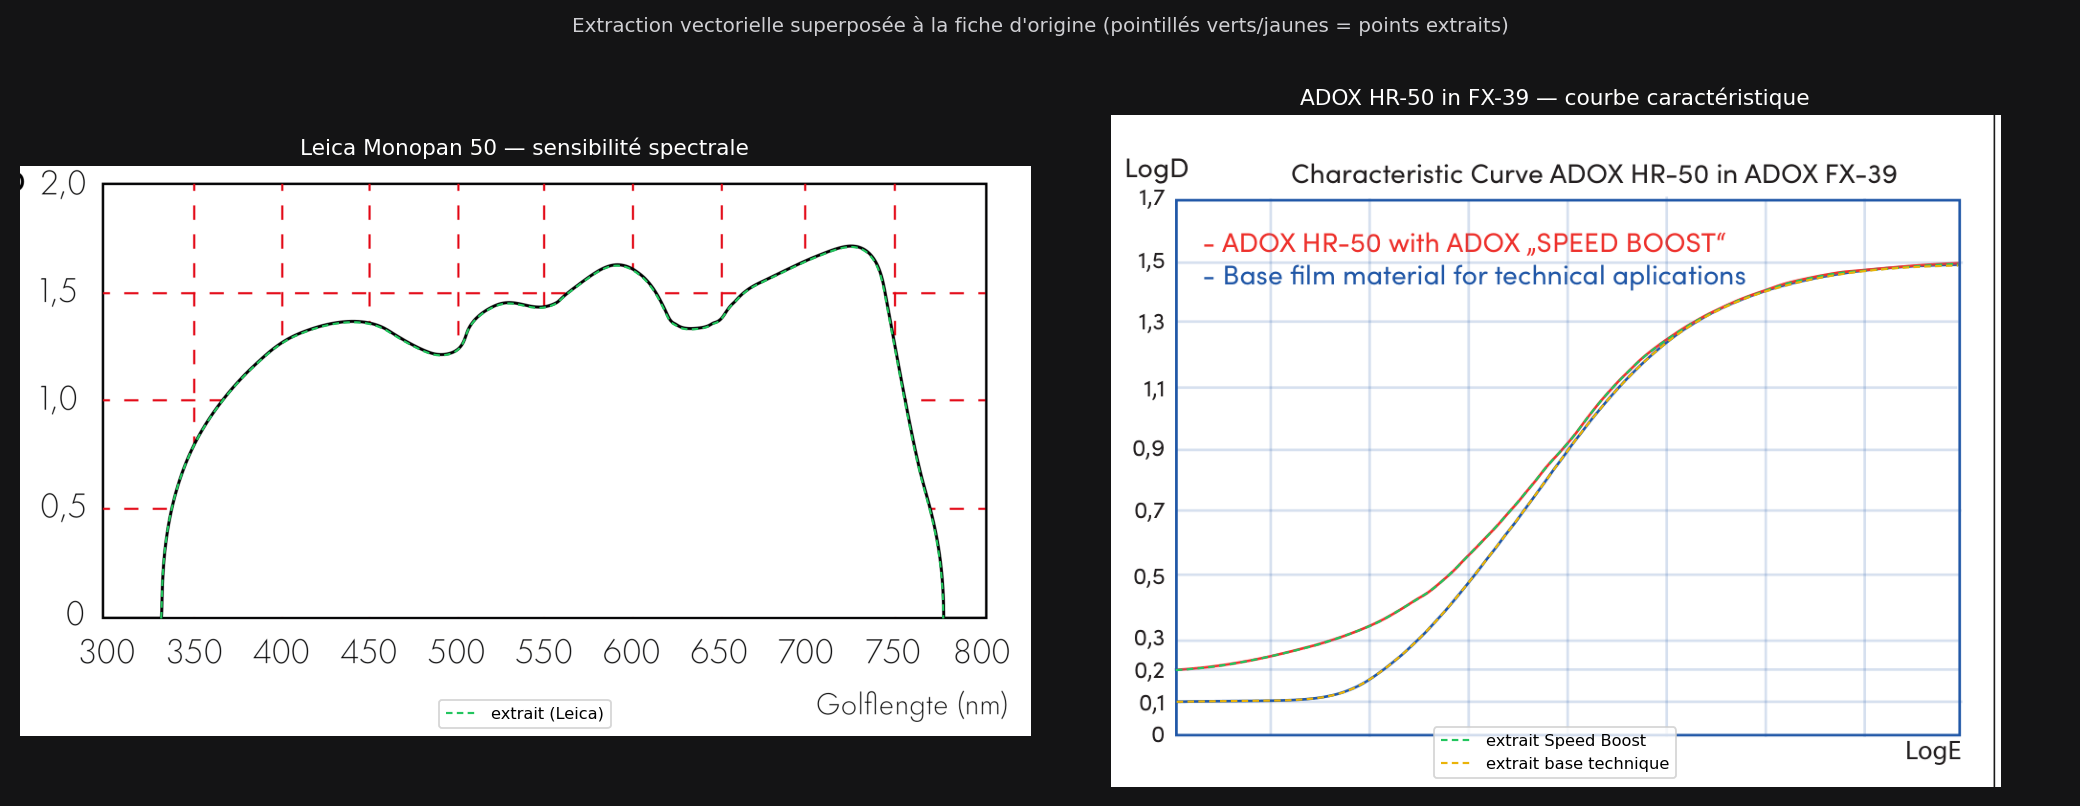 Extraction vectorielle superposée à la fiche d'origine (pointillés verts/jaunes = points extraits)
Leica Monopan 50 — sensibilité spectrale
2,0
1,5
1,0
0,5
0
300 350 400 450 500 550 600 650 700 750 800
Golflengte (nm)
extrait (Leica)
ADOX HR-50 in FX-39 — courbe caractéristique
LogD
Characteristic Curve ADOX HR-50 in ADOX FX-39
1,7
- ADOX HR-50 with ADOX „SPEED BOOST“
1,5
- Base film material for technical aplications
1,3
1,1
0,9
0,7
0,5
0,3
0,2
0,1
0
LogE
extrait Speed Boost
extrait base technique